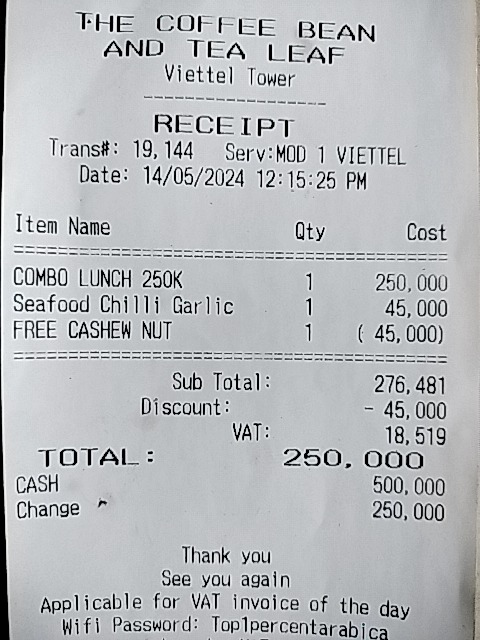 THE COFFEE BEAN
AND TEA LEAF
Viettel Tower
--------------------
RECEIPT
Trans#: 19,144 Serv:MOD 1 VIETTEL
Date: 14/05/2024 12:15:25 PM
Item Name Qty Cost
========================================
COMBO LUNCH 250K 1 250,000
Seafood Chilli Garlic 1 45,000
FREE CASHEW NUT 1 ( 45,000)
========================================
Sub Total: 276,481
Discount: - 45,000
VAT: 18,519
TOTAL: 250,000
CASH 500,000
Change 250,000
Thank you
See you again
Applicable for VAT invoice of the day
Wifi Password: Top1percentarabica